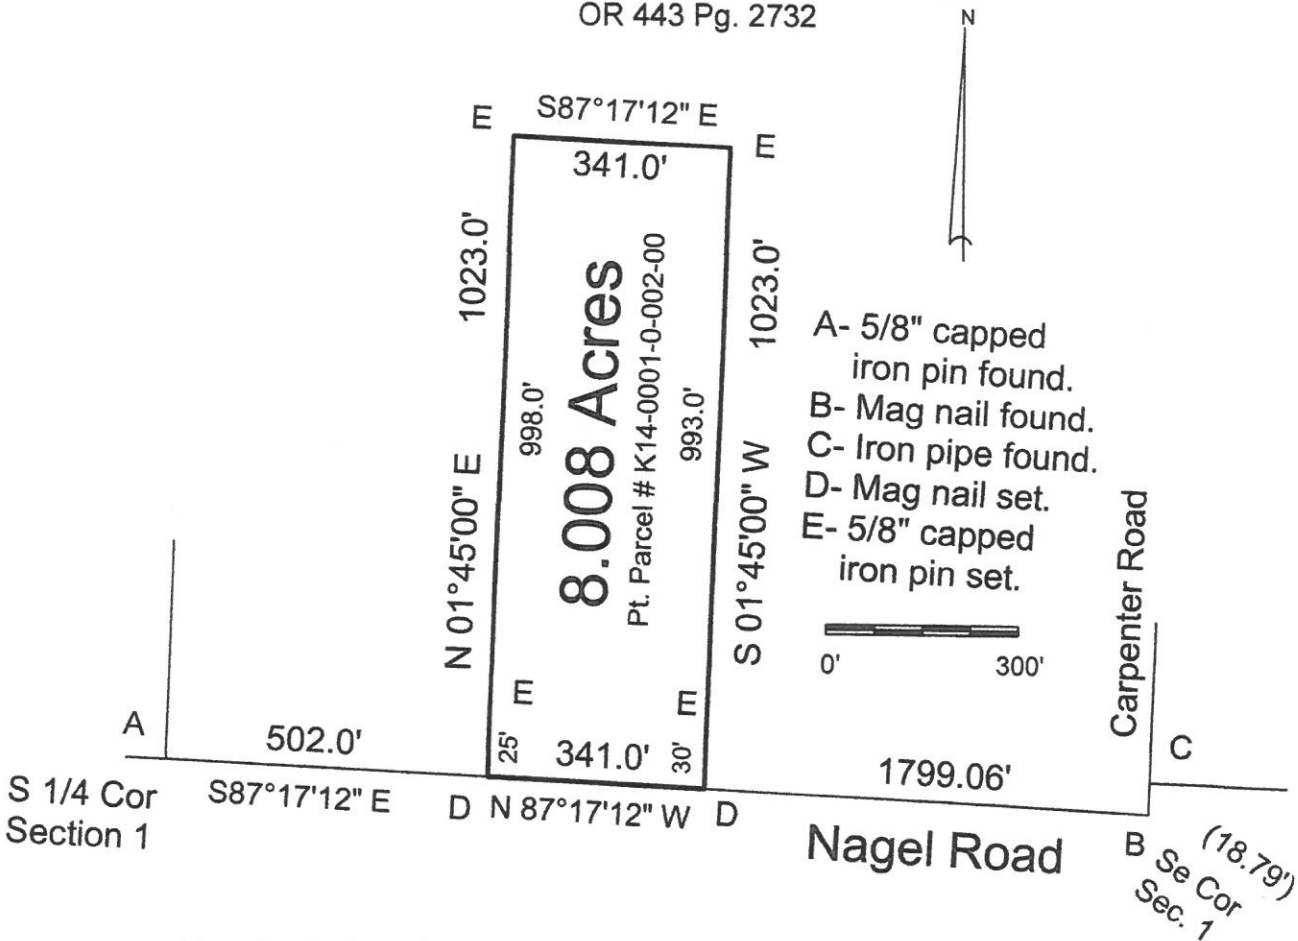 OR 443 Pg. 2732
N
E
S87°17'12" E
E
341.0'
1023.0'
1023.0'
998.0'
8.008 Acres
Pt. Parcel # K14-0001-0-002-00
993.0'
N 01°45'00" E
S 01°45'00" W
A- 5/8" capped
iron pin found.
B- Mag nail found.
C- Iron pipe found.
D- Mag nail set.
E- 5/8" capped
iron pin set.
0'
300'
Carpenter Road
E
E
A
502.0'
25'
341.0'
30'
1799.06'
C
S 1/4 Cor
Section 1
S87°17'12" E
D
N 87°17'12" W
D
Nagel Road
B
Se Cor
Sec. 1
(18.79')